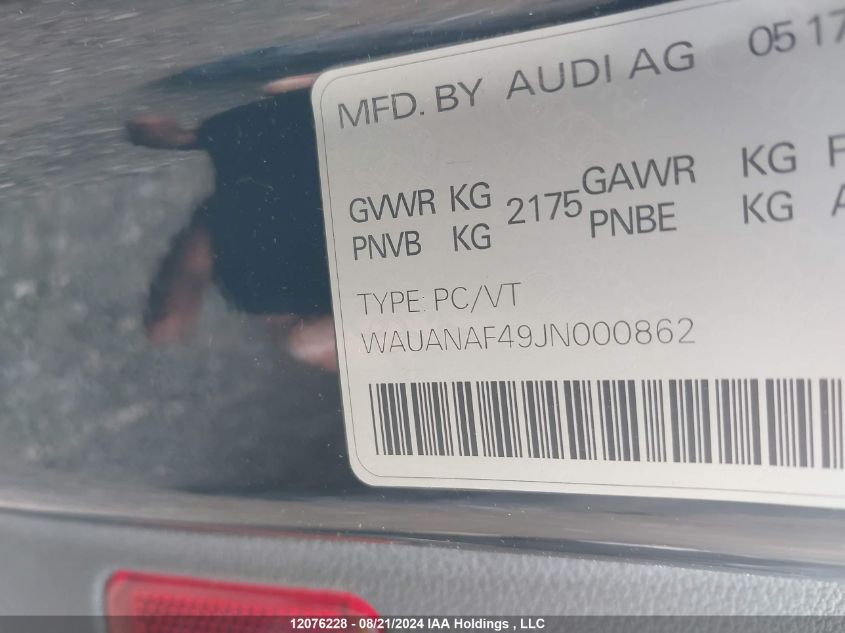 MFD. BY AUDI AG 05 17
GVWR KG 2175 GAWR KG F
PNVB KG PNBE KG A
TYPE: PC/VT
WAUANAF49JN000862
12076228 - 08/21/2024 IAA Holdings , LLC